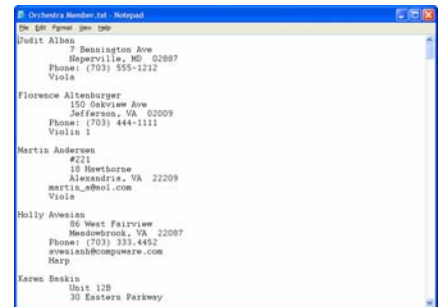 Orchestra Member.txt - Notepad
File Edit Format View Help
Judit Alban
7 Bennington Ave
Naperville, MD 02887
Phone: (703) 555-1212
Viola
Florence Altenburger
150 Oakview Ave
Jefferson, VA 02009
Phone: (703) 444-1111
Violin 1
Martin Andersen
#221
18 Hawthorne
Alexandria, VA 22209
martin_a@aol.com
Viola
Holly Avesian
86 West Fairview
Meadowbrook, VA 22087
Phone: (703) 333.4452
avesianh@compuware.com
Harp
Karen Baskin
Unit 12B
30 Eastern Parkway